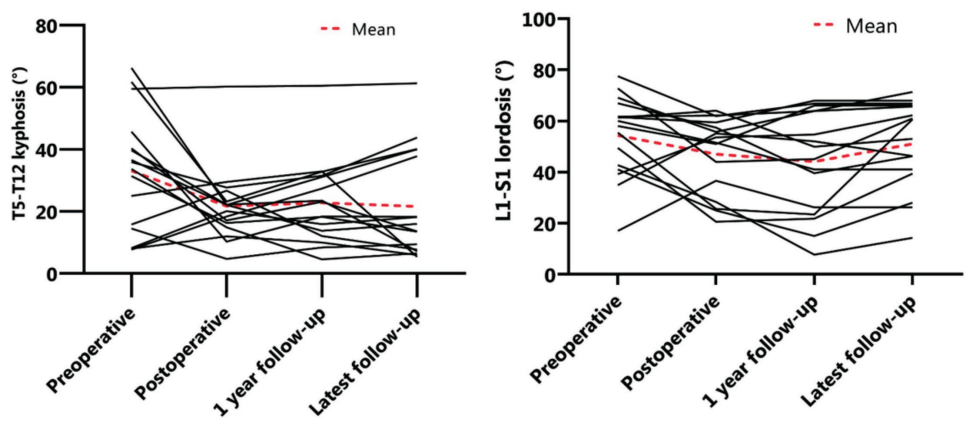 T5-T12 kyphosis (°)
80
60
40
20
0
Mean
Preoperative
Postoperative
1 year follow-up
Latest follow-up
L1-S1 lordosis (°)
100
80
60
40
20
0
Mean
Preoperative
Postoperative
1 year follow-up
Latest follow-up